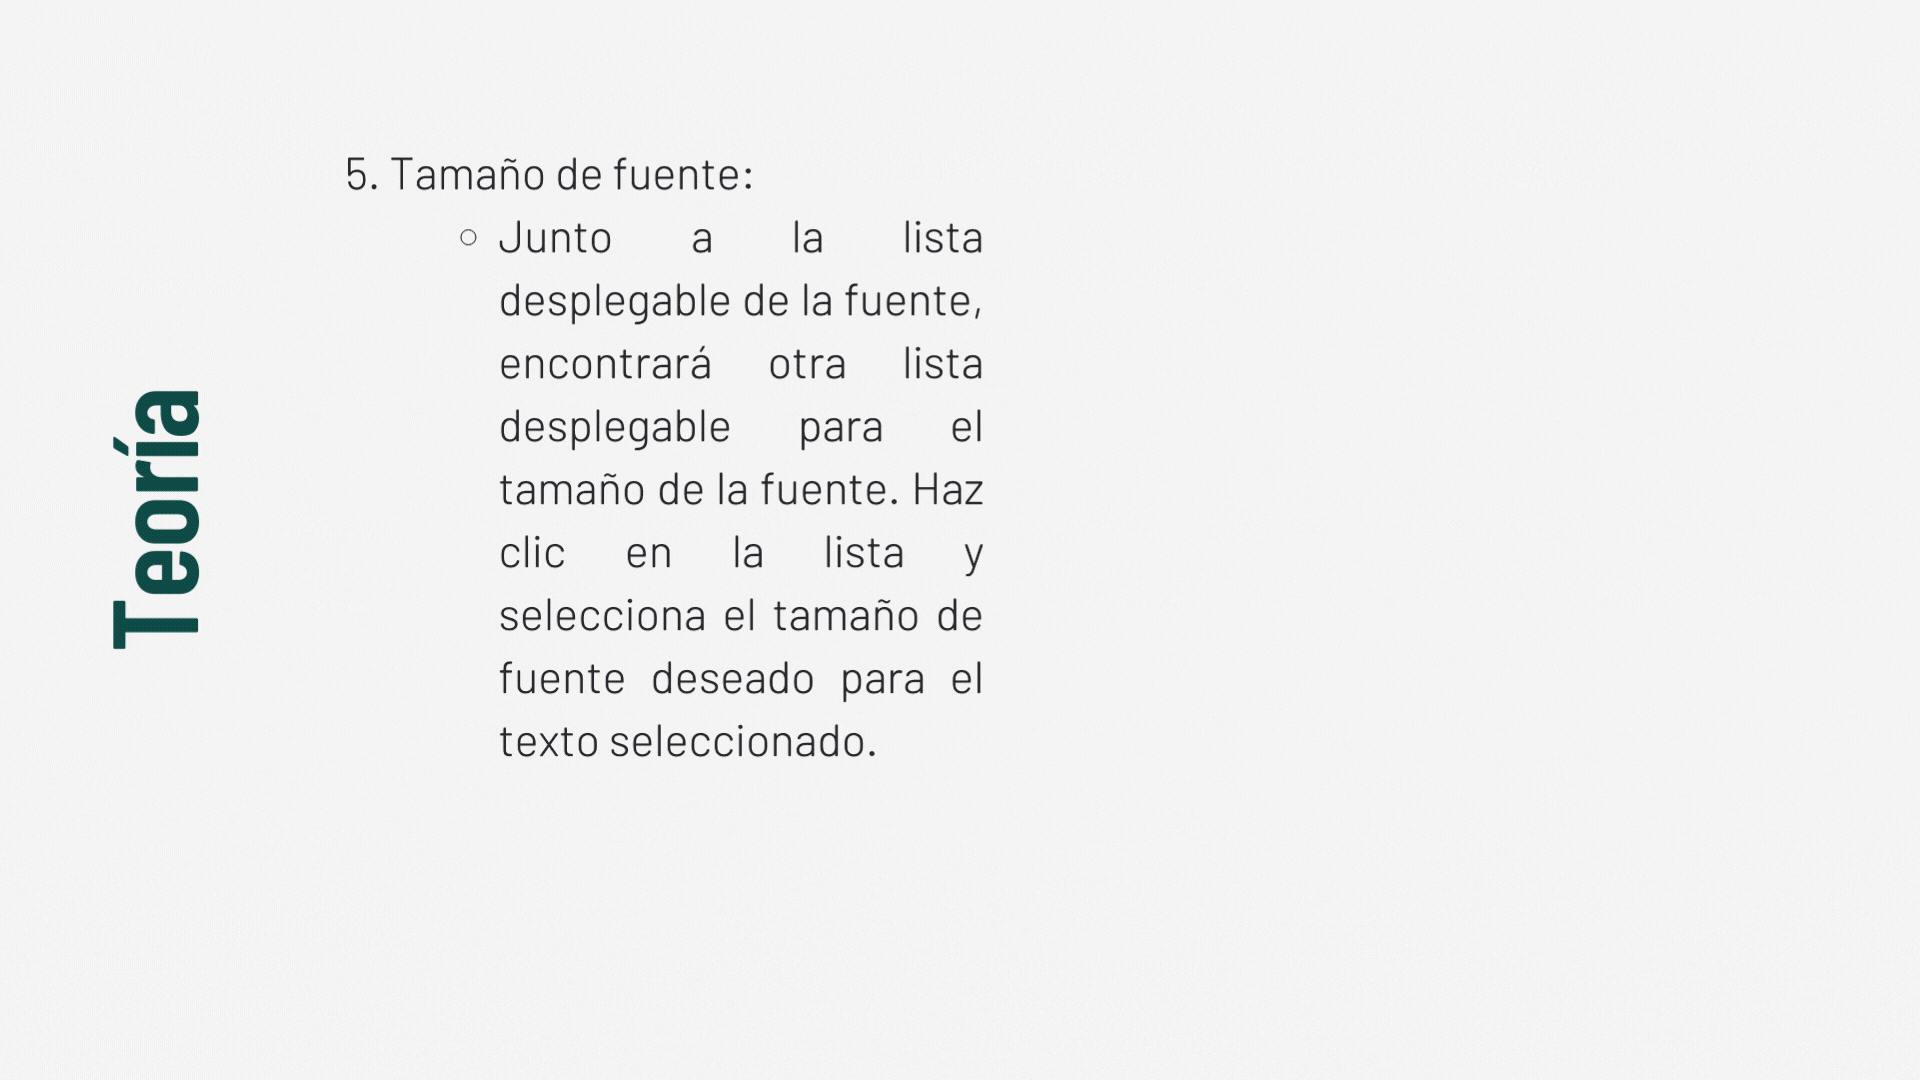 Teoría
5. Tamaño de fuente:
○ Junto a la lista
desplegable de la fuente,
encontrará otra lista
desplegable para el
tamaño de la fuente. Haz
clic en la lista y
selecciona el tamaño de
fuente deseado para el
texto seleccionado.